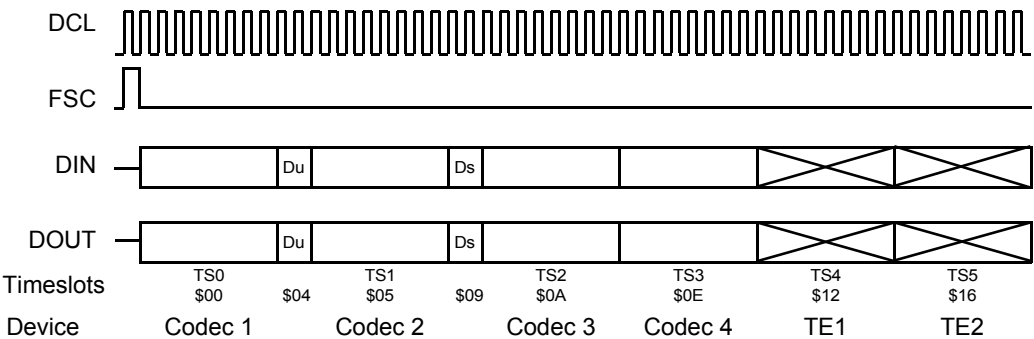 DCL
FSC
DIN Du Ds
DOUT Du Ds
Timeslots TS0 TS1 TS2 TS3 TS4 TS5
$00 $04 $05 $09 $0A $0E $12 $16
Device Codec 1 Codec 2 Codec 3 Codec 4 TE1 TE2